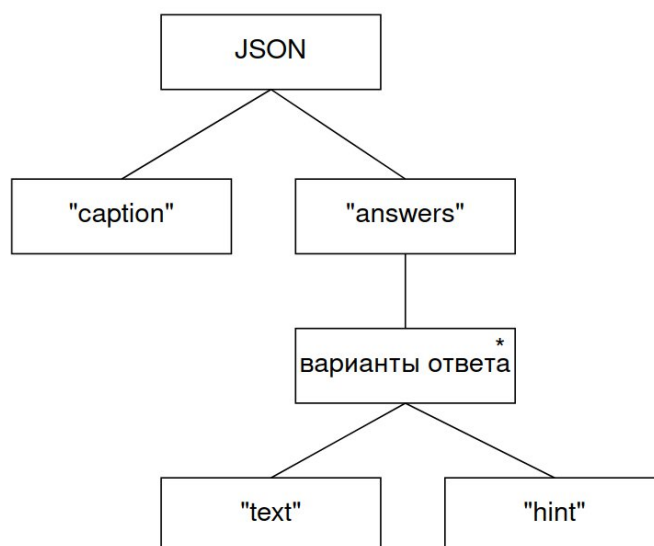 JSON
"caption"
"answers"
*
варианты ответа
"text"
"hint"